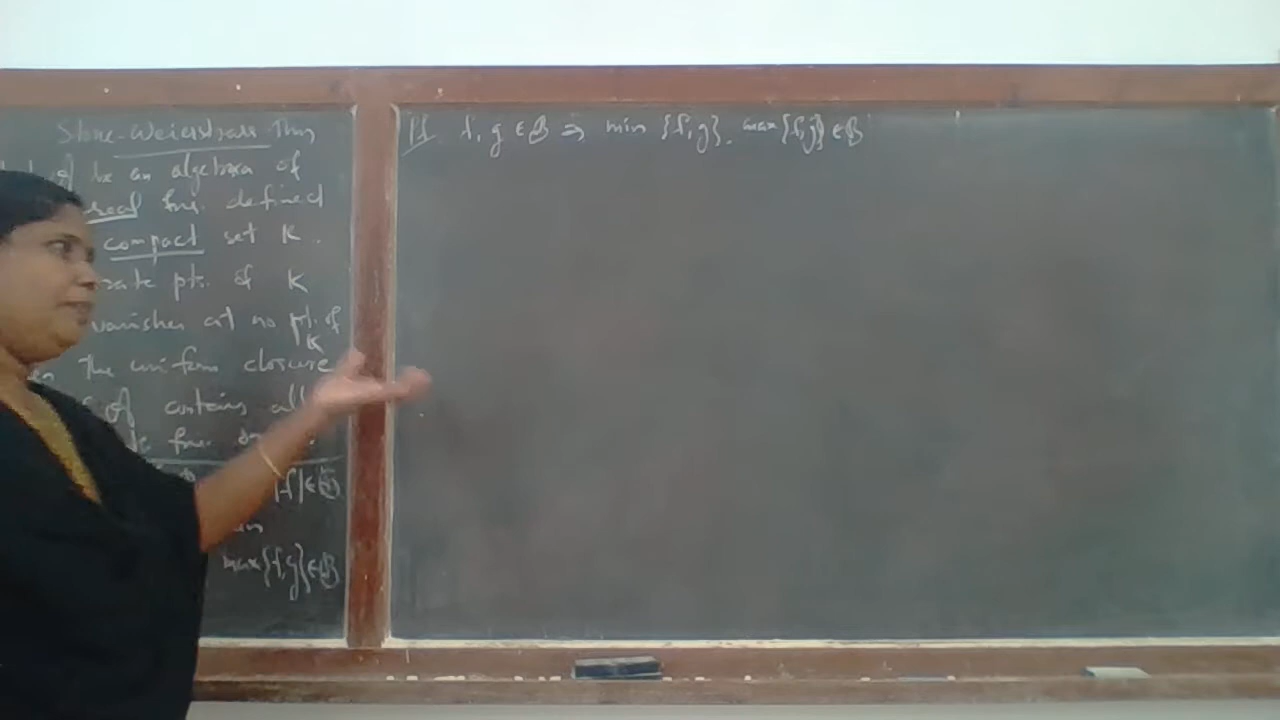 Stone-Weierstrass Thm
be an algebra of
real fns. defined
compact set K.
pts. of K
vanishes at no pt. of
K
The uniform closure
of contains all
|f| ∈ ℬ
max{f,g} ∈ ℬ
Pf f, g ∈ ℬ ⇒ min {f,g}, max{f,g} ∈ ℬ